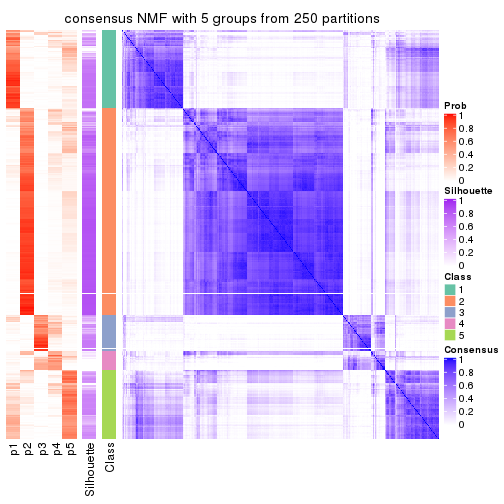 consensus NMF with 5 groups from 250 partitions
Prob
1
0.8
0.6
0.4
0.2
0
Silhouette
1
0.8
0.6
0.4
0.2
0
Class
1
2
3
4
5
Consensus
1
0.8
0.6
0.4
0.2
0
p1
p2
p3
p4
p5
Silhouette
Class